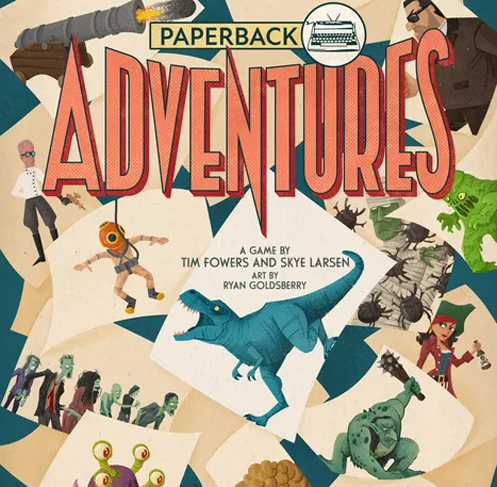 PAPERBACK
ADVENTURES
A GAME BY
TIM FOWERS AND SKYE LARSEN
ART BY
RYAN GOLDSBERRY